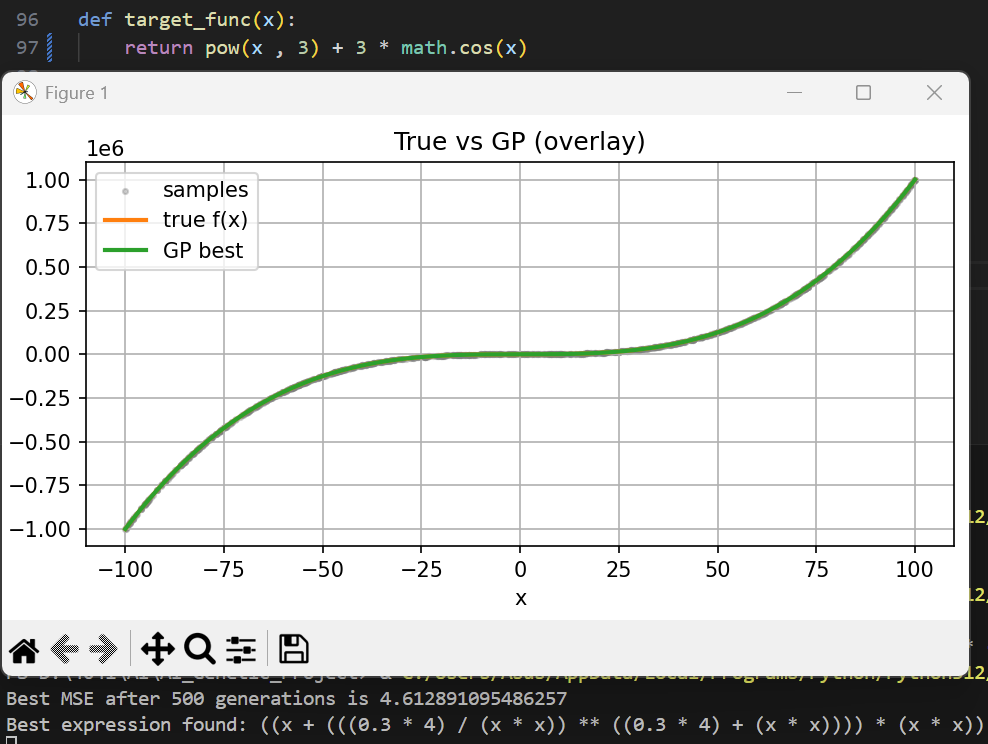 96 def target_func(x):
97 return pow(x , 3) + 3 * math.cos(x)
Figure 1
True vs GP (overlay)
1e6
samples
true f(x)
GP best
1.00
0.75
0.50
0.25
0.00
−0.25
−0.50
−0.75
−1.00
−100 −75 −50 −25 0 25 50 75 100
x
Best MSE after 500 generations is 4.612891095486257
Best expression found: ((x + (((0.3 * 4) / (x * x)) ** ((0.3 * 4) + (x * x)))) * (x * x))